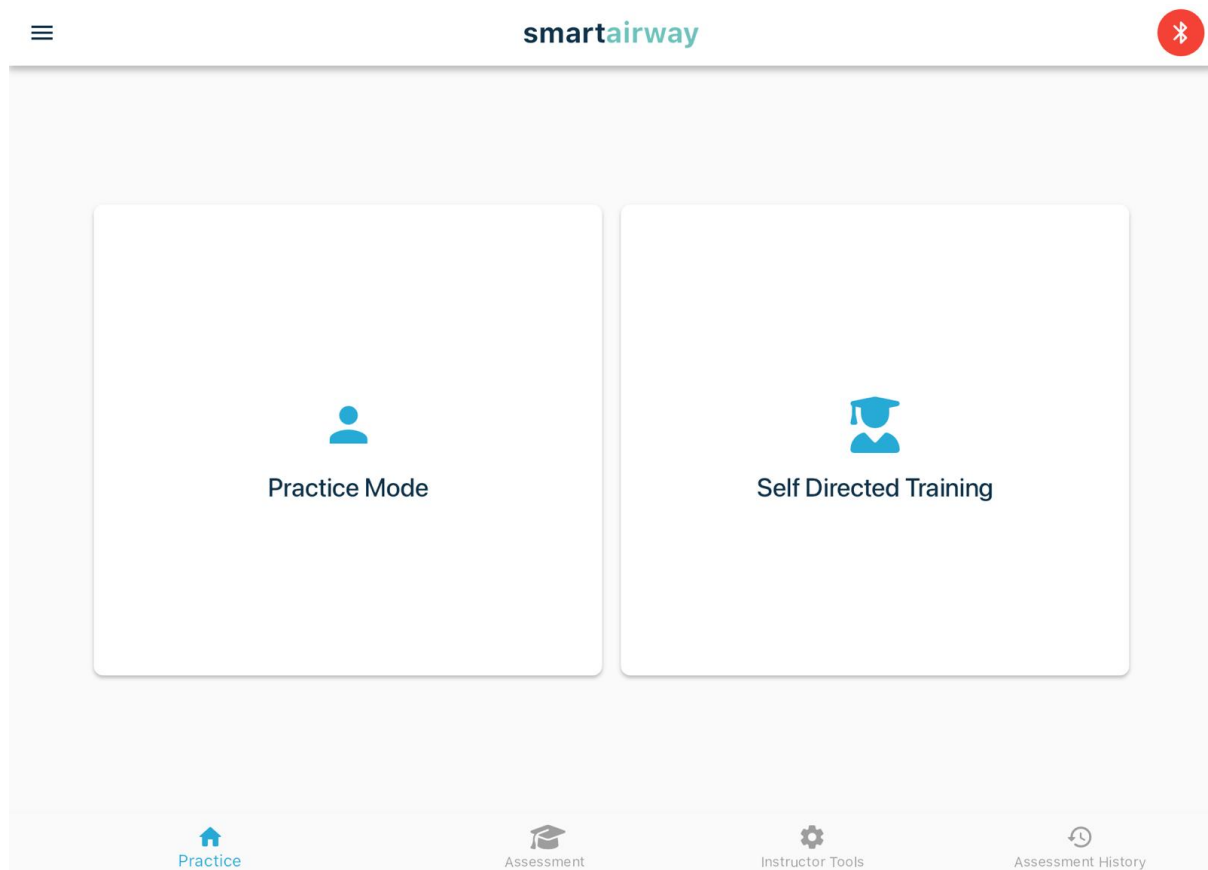 smartairway
Practice Mode
Self Directed Training
Practice
Assessment
Instructor Tools
Assessment History